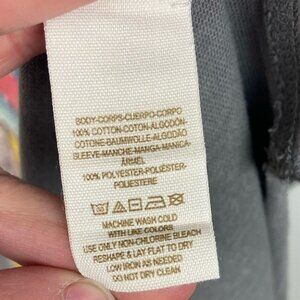 BODY-CORPS-CUERPO-CORPO
100% COTTON-COTON-ALGODÓN-
COTONE-BAUMWOLLE-ALGODÃO
SLEEVE-MANCHE-MANGA-MANICA-
ÄRMEL
100% POLYESTER-POLIÉSTER-
POLIESTERE
MACHINE WASH COLD
WITH LIKE COLORS
USE ONLY NON-CHLORINE BLEACH
RESHAPE & LAY FLAT TO DRY
LOW IRON AS NEEDED
DO NOT DRY CLEAN